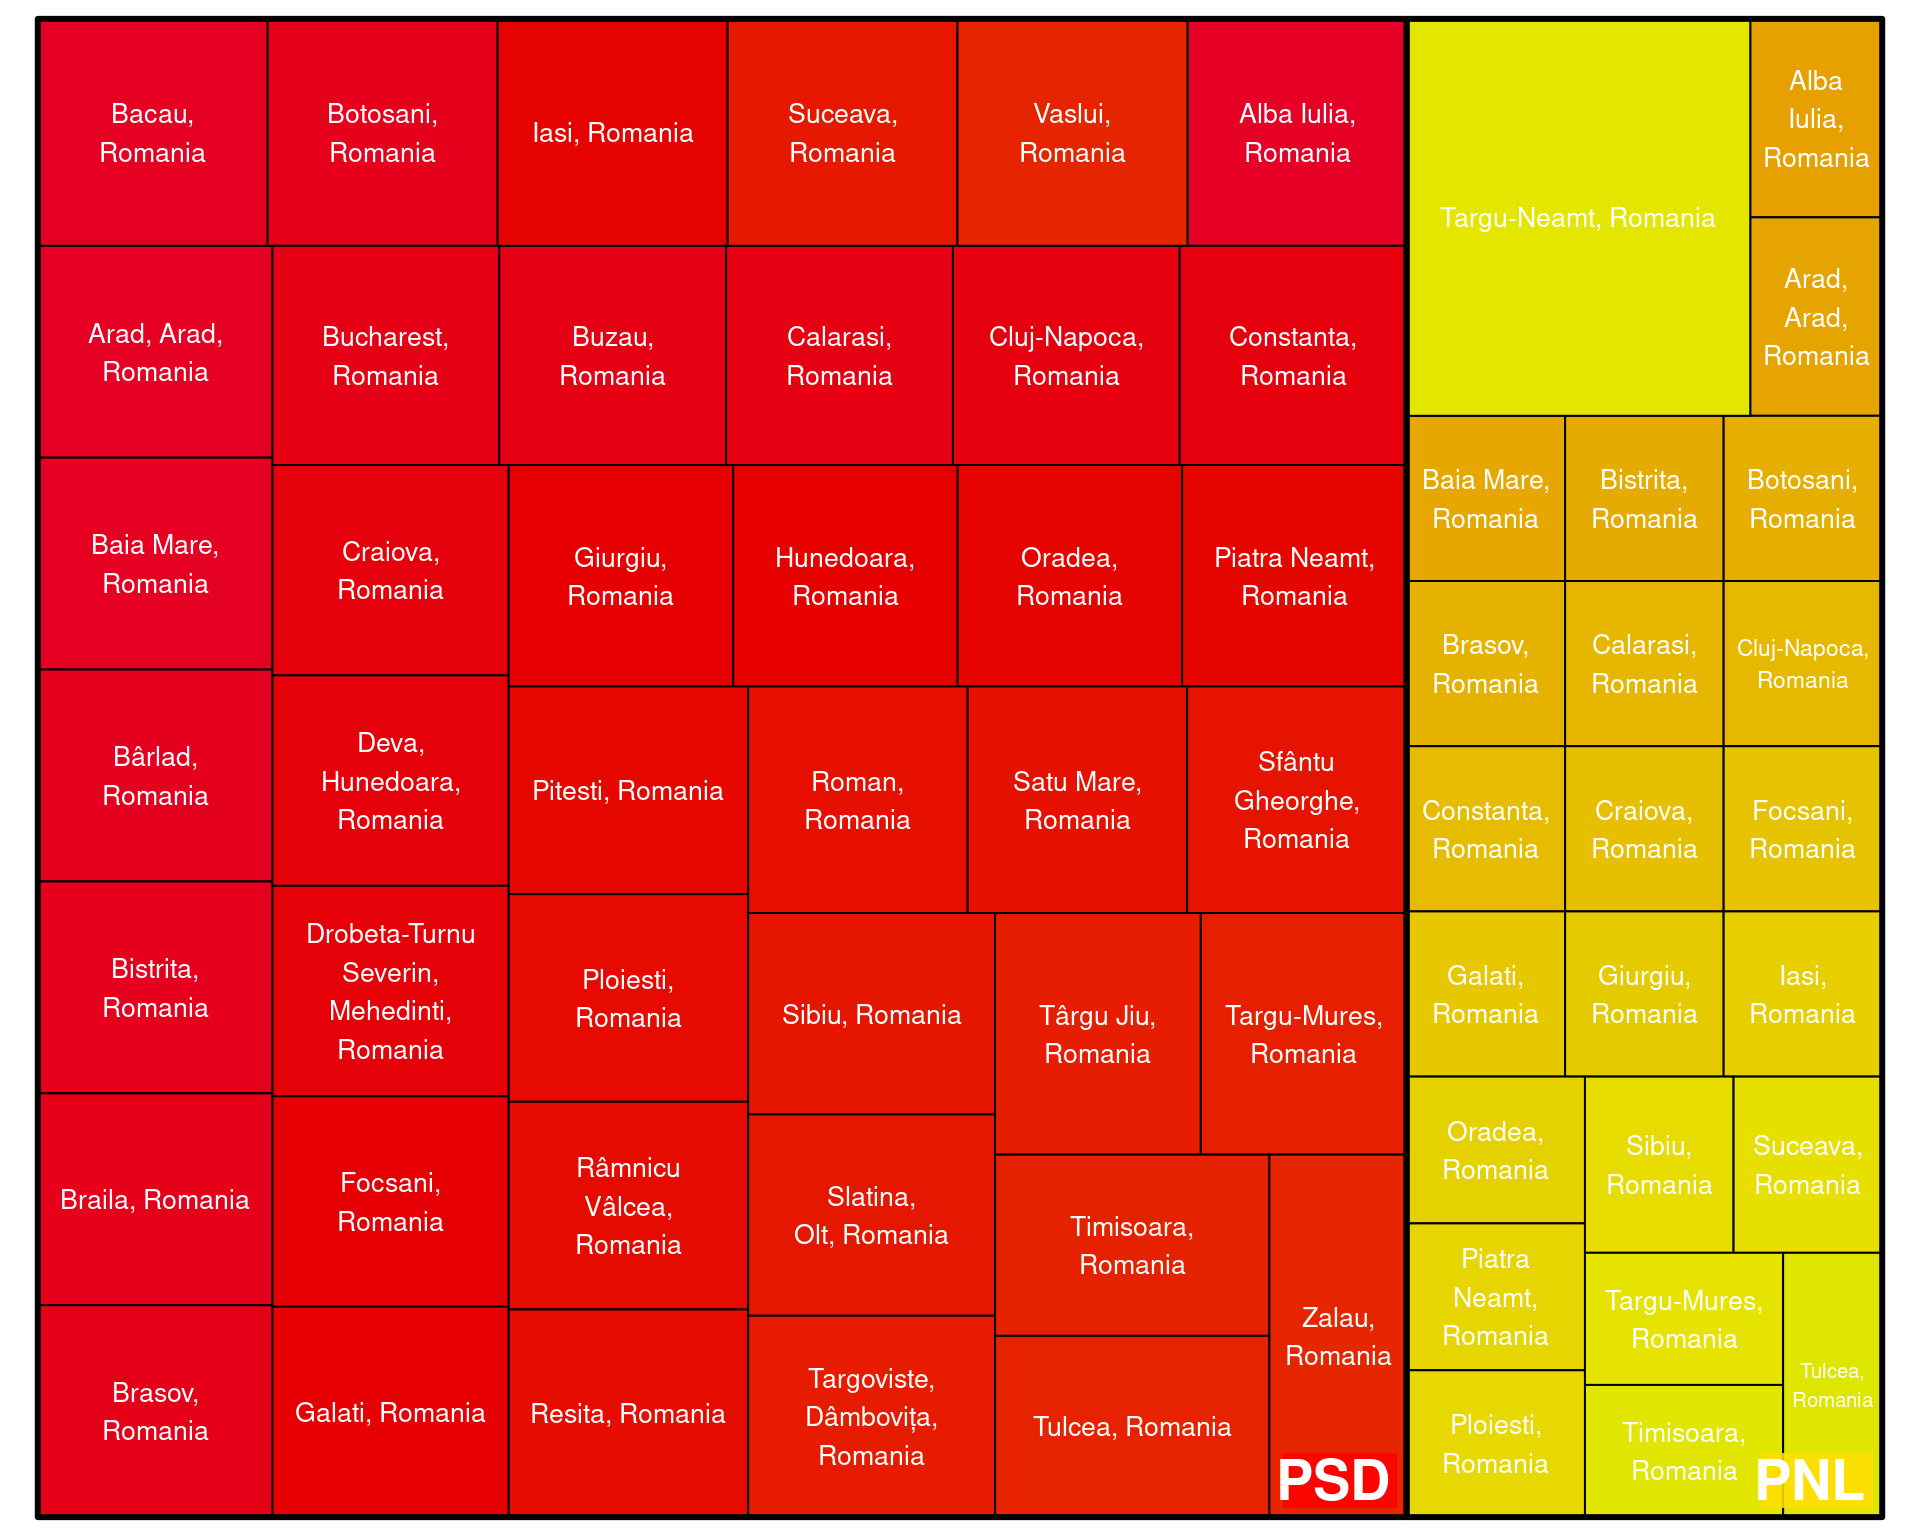 Bacau,
Romania
Botosani,
Romania
Iasi, Romania
Suceava,
Romania
Vaslui,
Romania
Alba Iulia,
Romania
Arad, Arad,
Romania
Bucharest,
Romania
Buzau,
Romania
Calarasi,
Romania
Cluj-Napoca,
Romania
Constanta,
Romania
Baia Mare,
Romania
Craiova,
Romania
Giurgiu,
Romania
Hunedoara,
Romania
Oradea,
Romania
Piatra Neamt,
Romania
Bârlad,
Romania
Deva,
Hunedoara,
Romania
Pitesti, Romania
Roman,
Romania
Satu Mare,
Romania
Sfântu
Gheorghe,
Romania
Bistrita,
Romania
Drobeta-Turnu
Severin,
Mehedinti,
Romania
Ploiesti,
Romania
Sibiu, Romania
Târgu Jiu,
Romania
Targu-Mures,
Romania
Braila, Romania
Focsani,
Romania
Râmnicu
Vâlcea,
Romania
Slatina,
Olt, Romania
Timisoara,
Romania
Zalau,
Romania
Brasov,
Romania
Galati, Romania
Resita, Romania
Targoviste,
Dâmbovița,
Romania
Tulcea, Romania
PSD
Targu-Neamt, Romania
Alba
Iulia,
Romania
Arad,
Arad,
Romania
Baia Mare,
Romania
Bistrita,
Romania
Botosani,
Romania
Brasov,
Romania
Calarasi,
Romania
Cluj-Napoca,
Romania
Constanta,
Romania
Craiova,
Romania
Focsani,
Romania
Galati,
Romania
Giurgiu,
Romania
Iasi,
Romania
Oradea,
Romania
Sibiu,
Romania
Suceava,
Romania
Piatra
Neamt,
Romania
Targu-Mures,
Romania
Tulcea,
Romania
Ploiesti,
Romania
Timisoara,
Romania
PNL